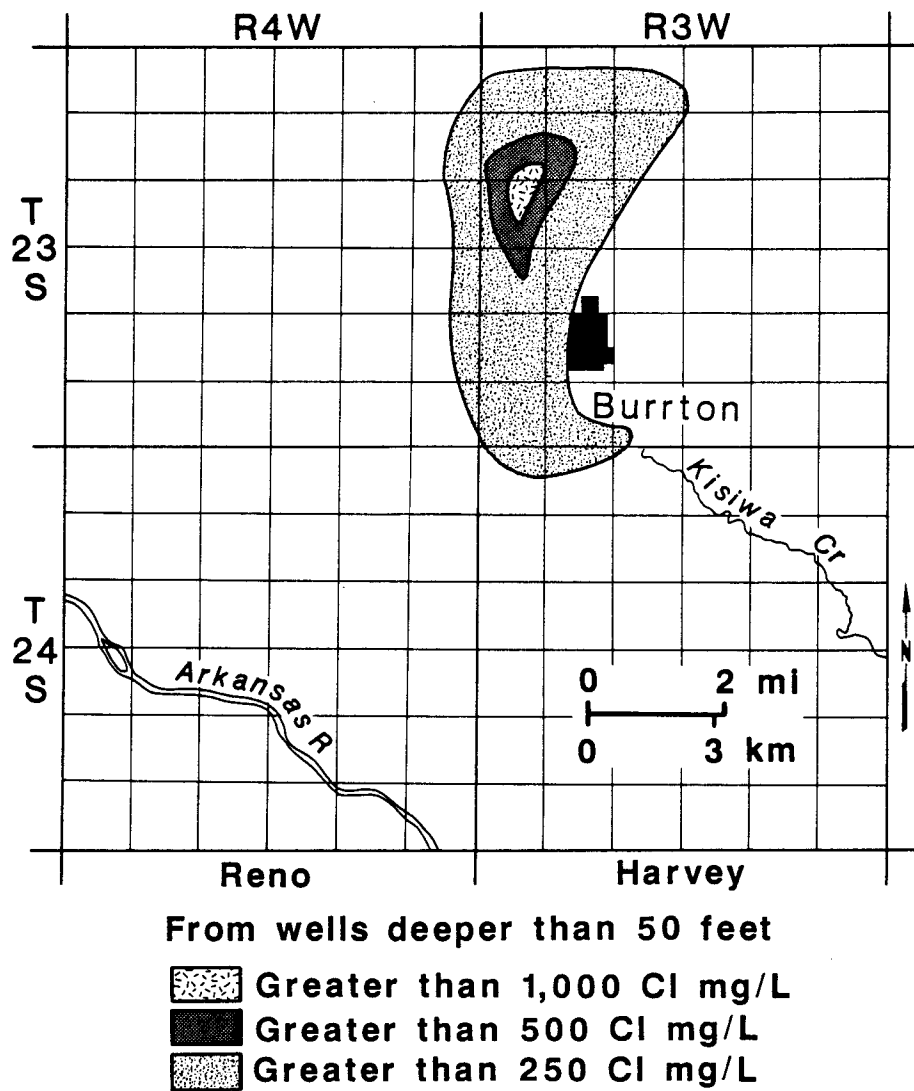 R4W R3W
T
23
S
Burrton
Kisiwa Cr
T
24
S
Arkansas R
N
0 2 mi
0 3 km
Reno Harvey
From wells deeper than 50 feet
Greater than 1,000 Cl mg/L
Greater than 500 Cl mg/L
Greater than 250 Cl mg/L